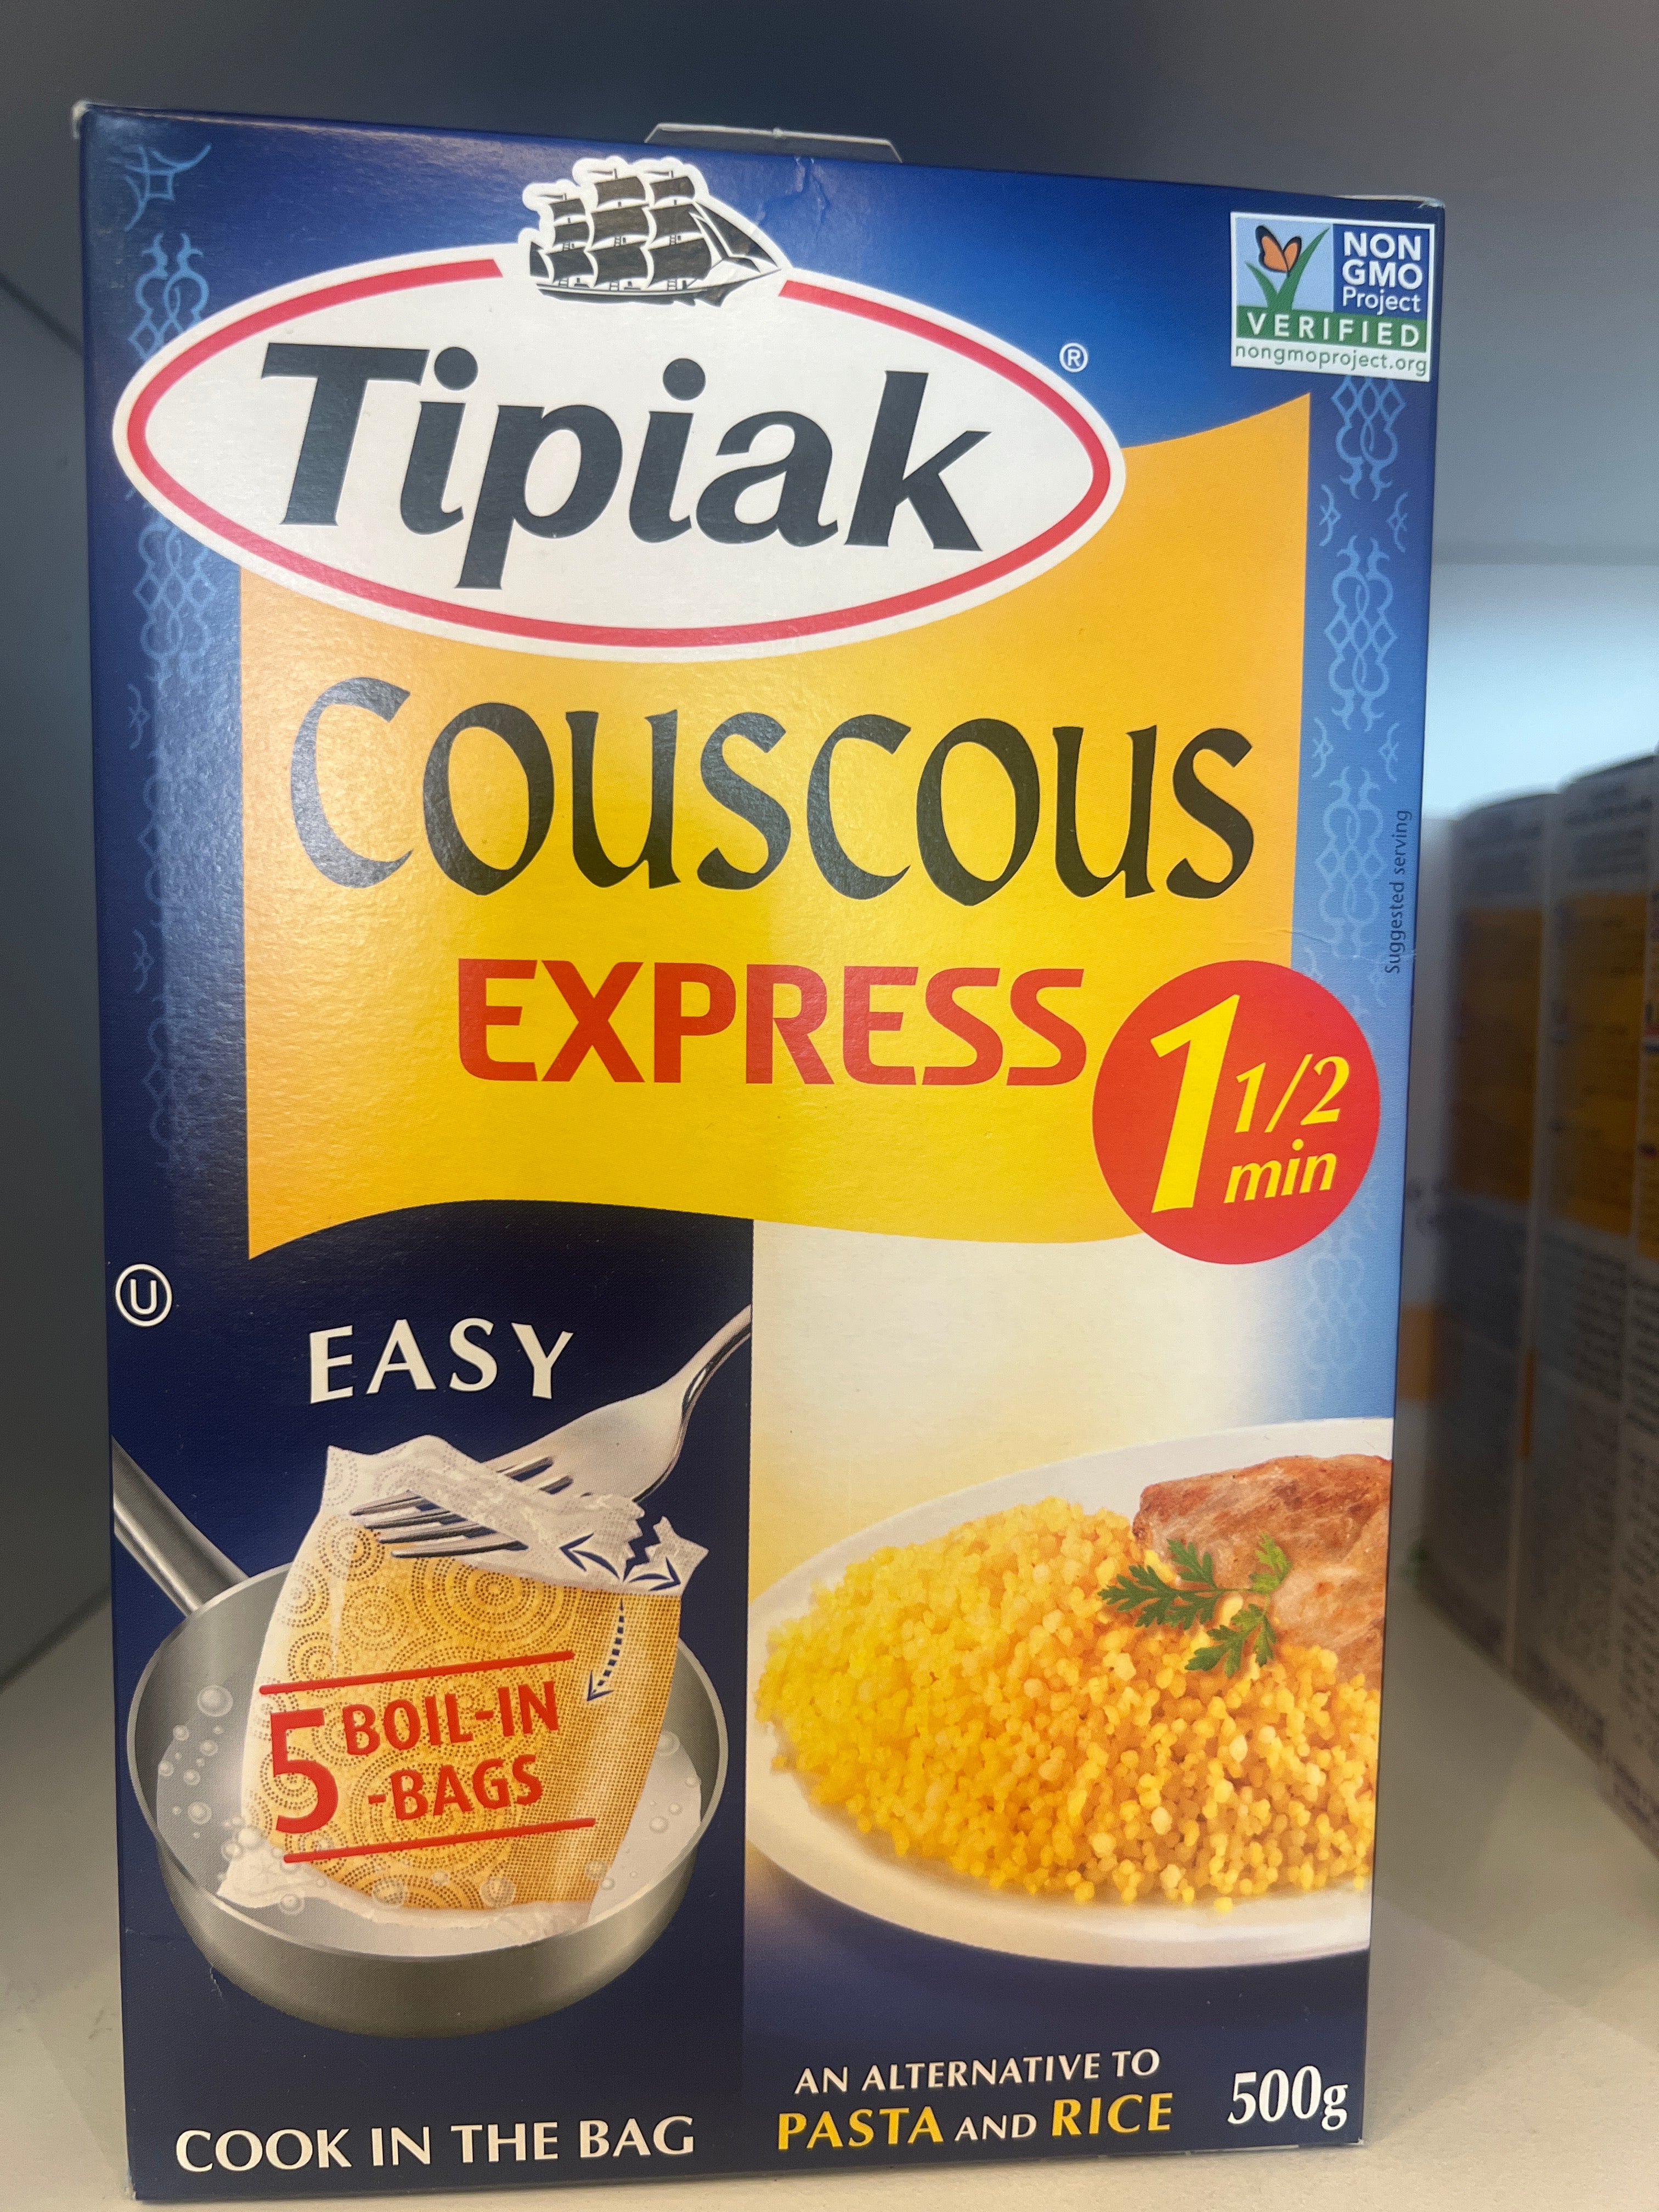 NON
GMO
Project
VERIFIED
nongmoproject.org
Tipiak®
COUSCOUS
EXPRESS
1 1/2
min
Suggested serving
U
EASY
5 BOIL-IN
-BAGS
COOK IN THE BAG
AN ALTERNATIVE TO
PASTA AND RICE
500g